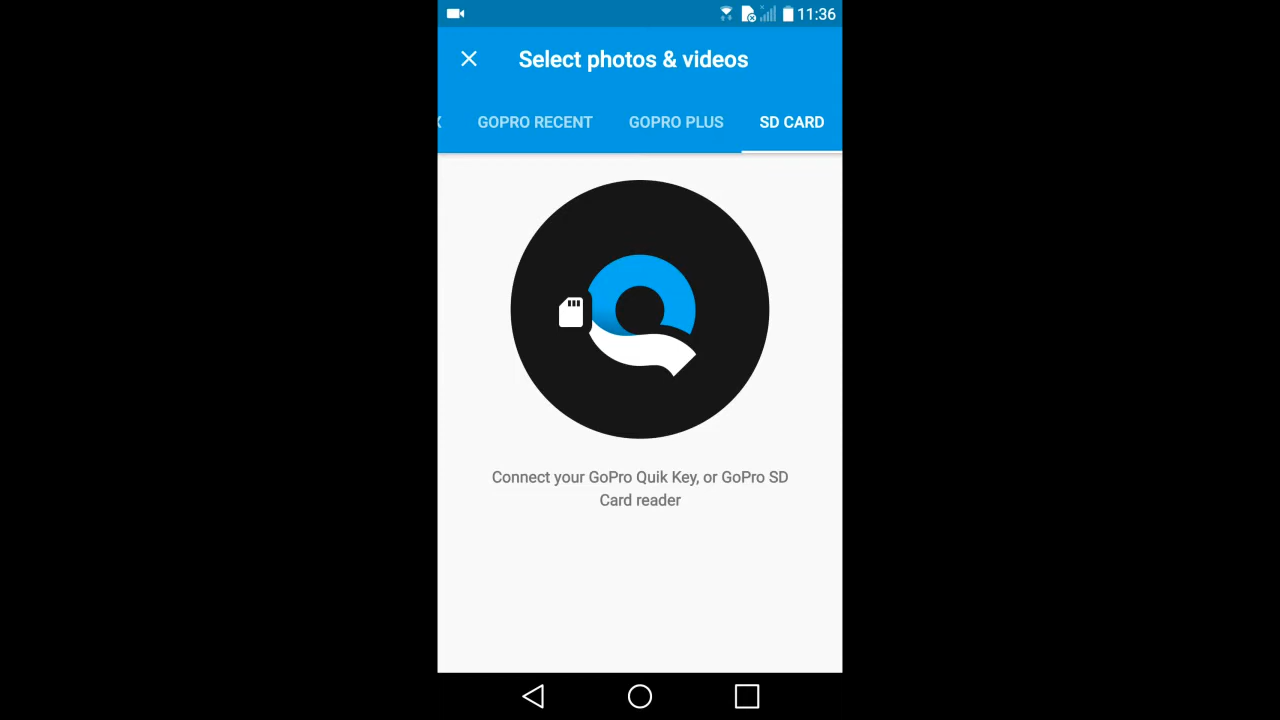 11:36
Select photos & videos
GOPRO RECENT GOPRO PLUS SD CARD
Connect your GoPro Quik Key, or GoPro SD
Card reader